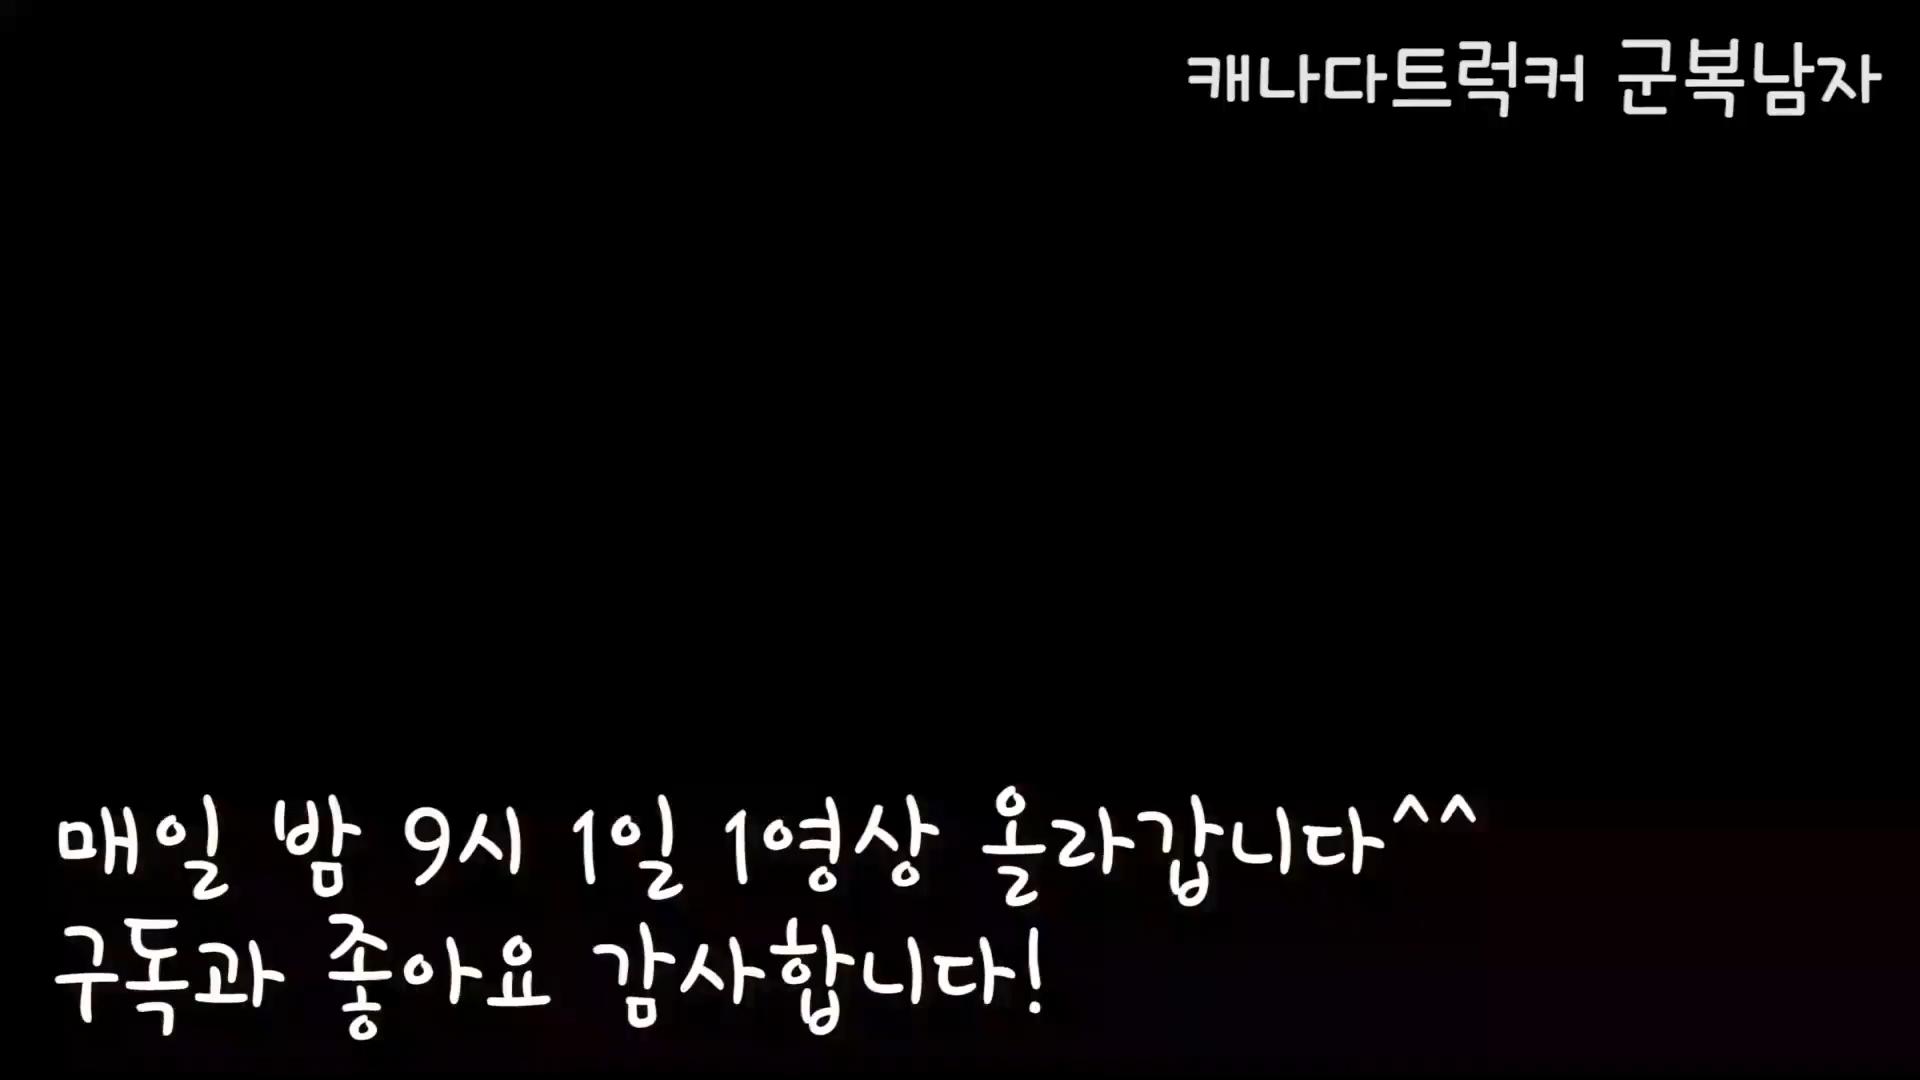 캐나다트럭커 군복남자
매일 밤 9시 1일 1영상 올라갑니다^^
구독과 좋아요 감사합니다!